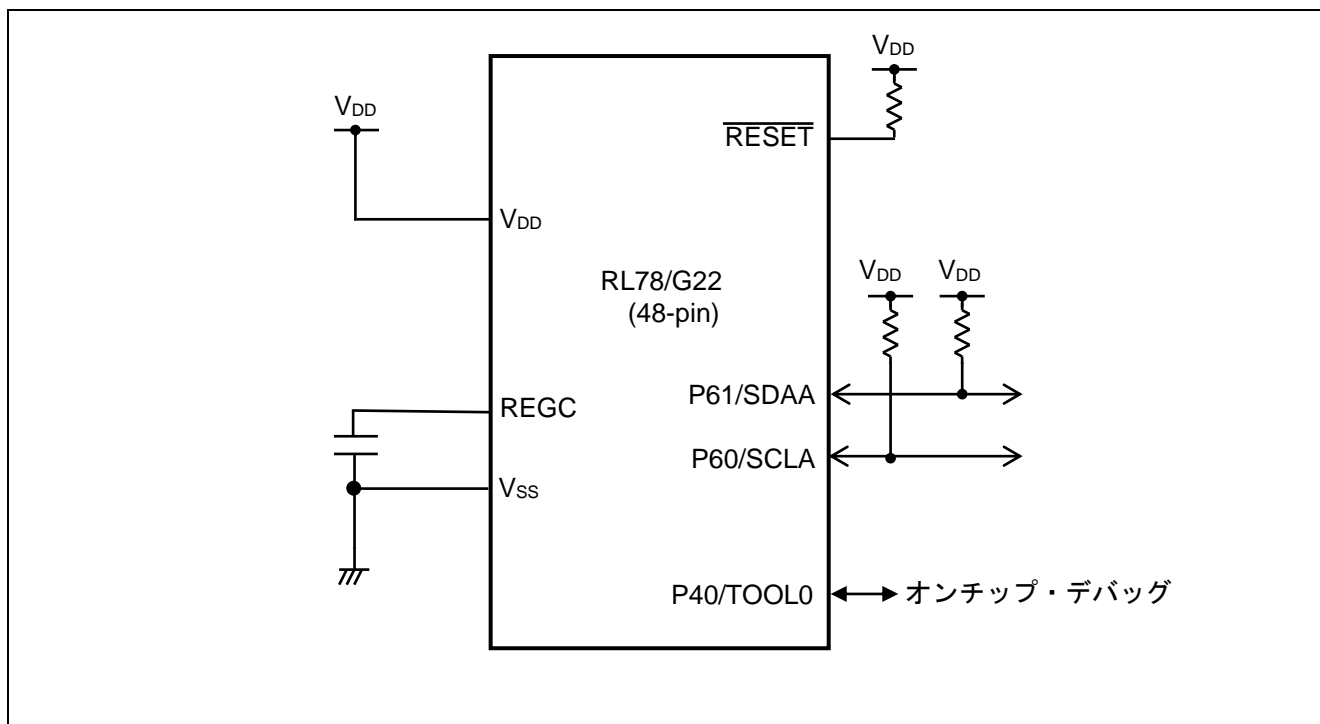 VDD
VDD
RESET
VDD
RL78/G22
(48-pin)
VDD
VDD
P61/SDAA
REGC
P60/SCLA
VSS
P40/TOOL0
オンチップ・デバッグ